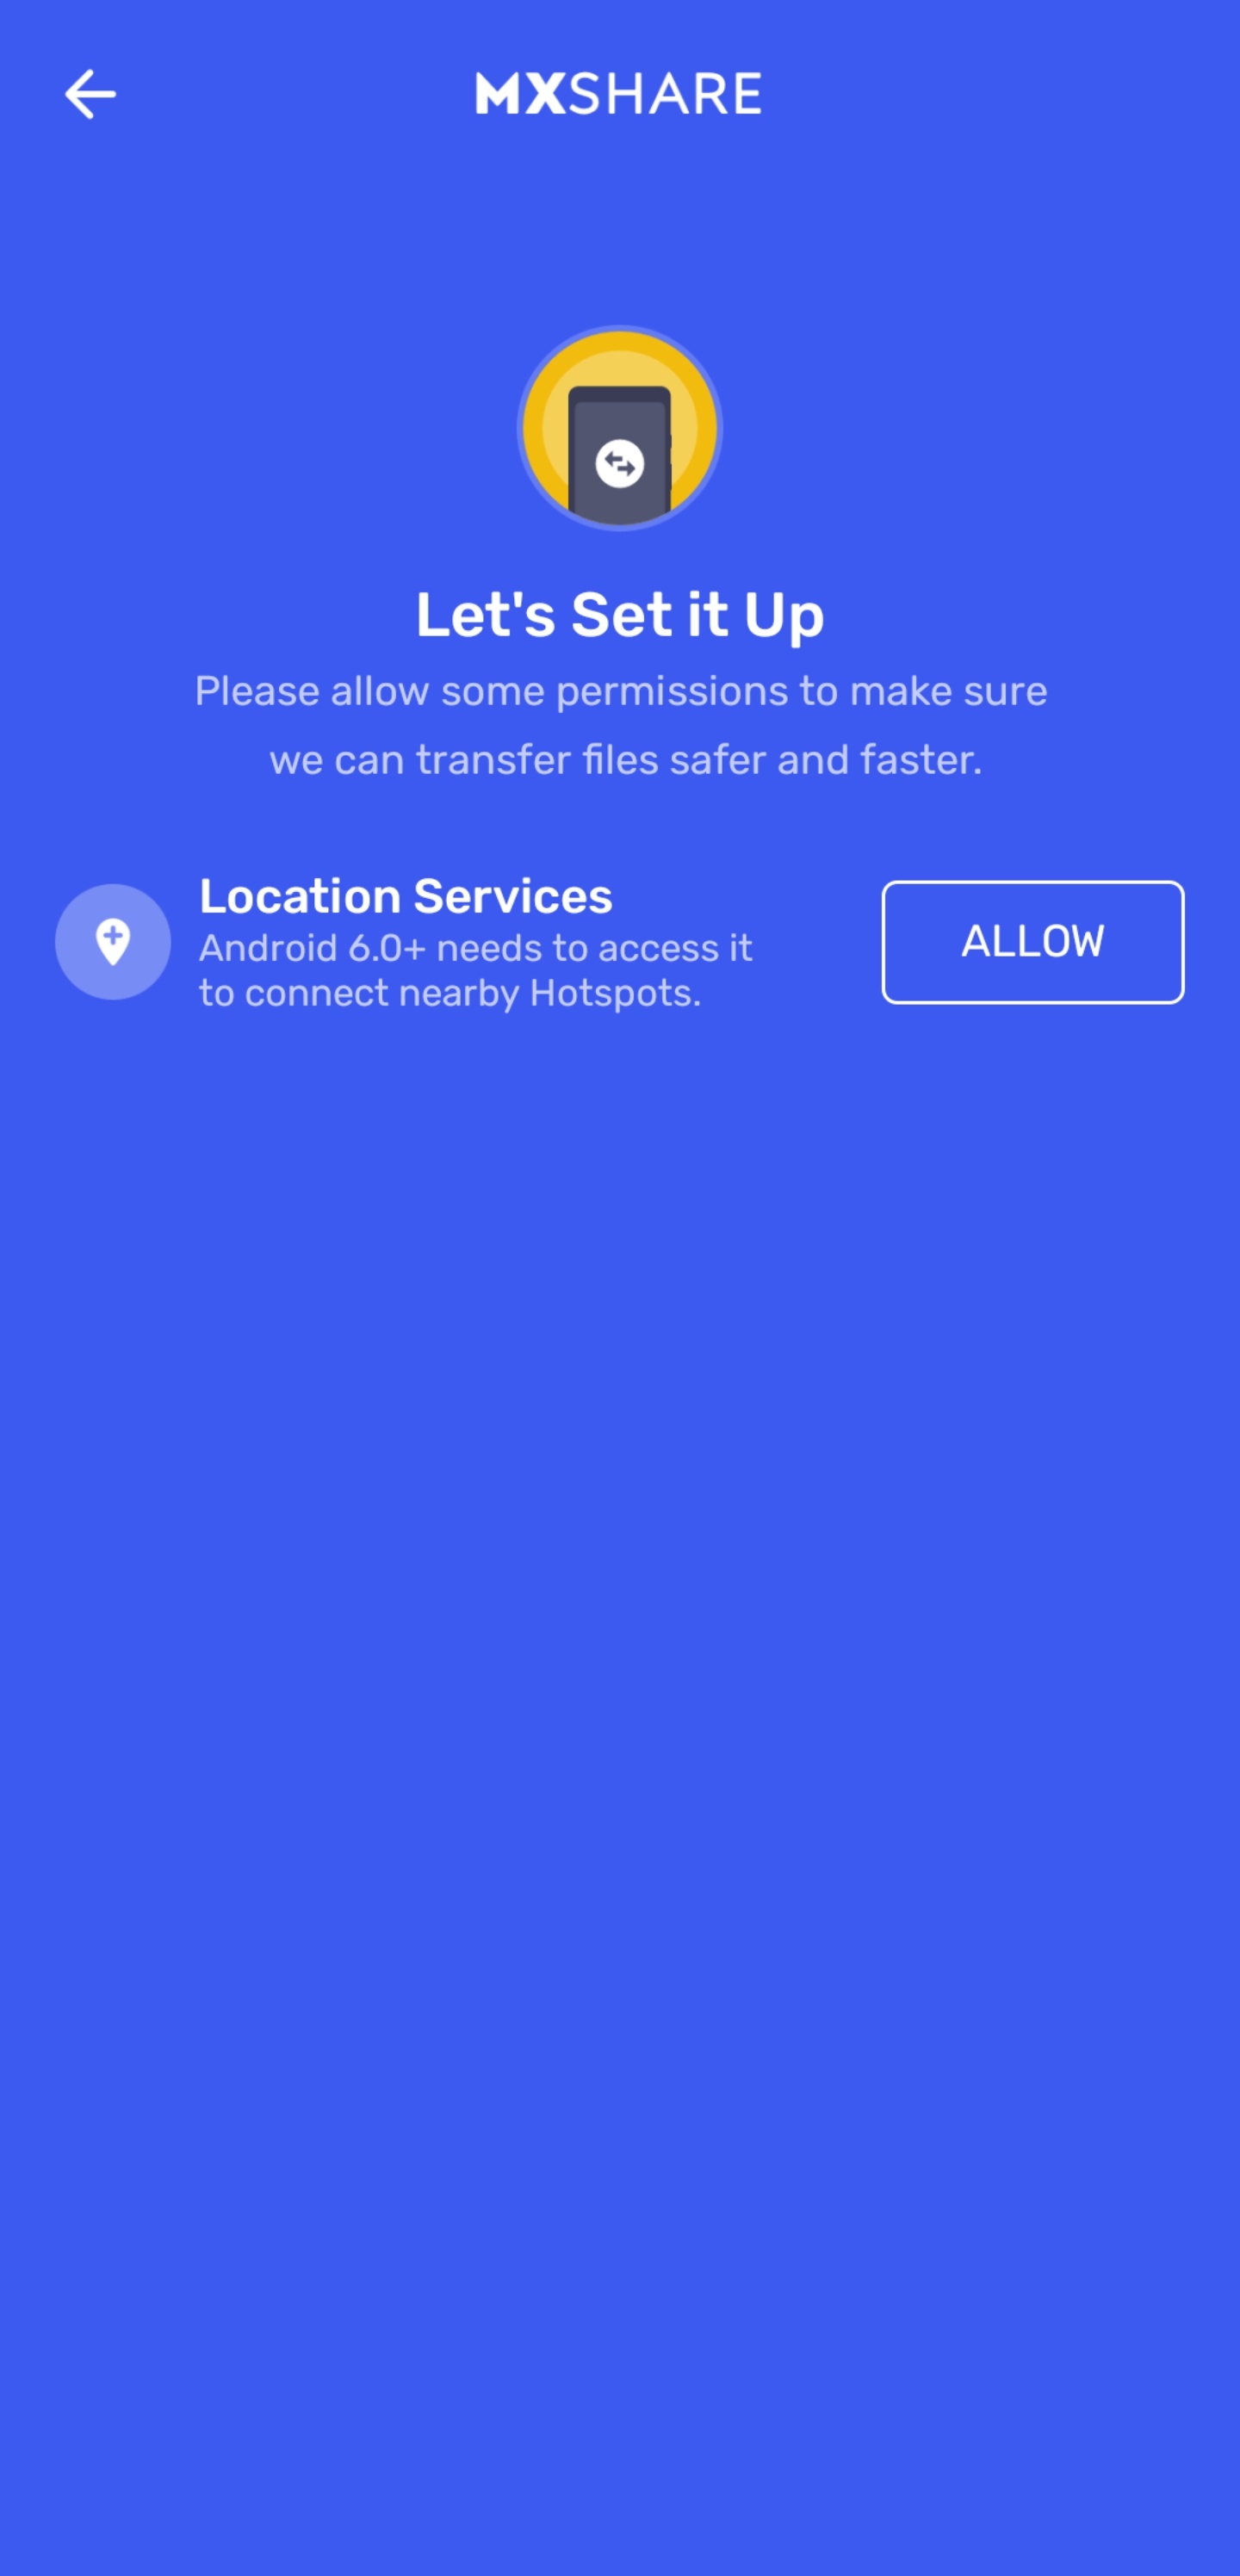 MXSHARE
Let's Set it Up
Please allow some permissions to make sure
we can transfer files safer and faster.
Location Services
Android 6.0+ needs to access it
to connect nearby Hotspots.
ALLOW